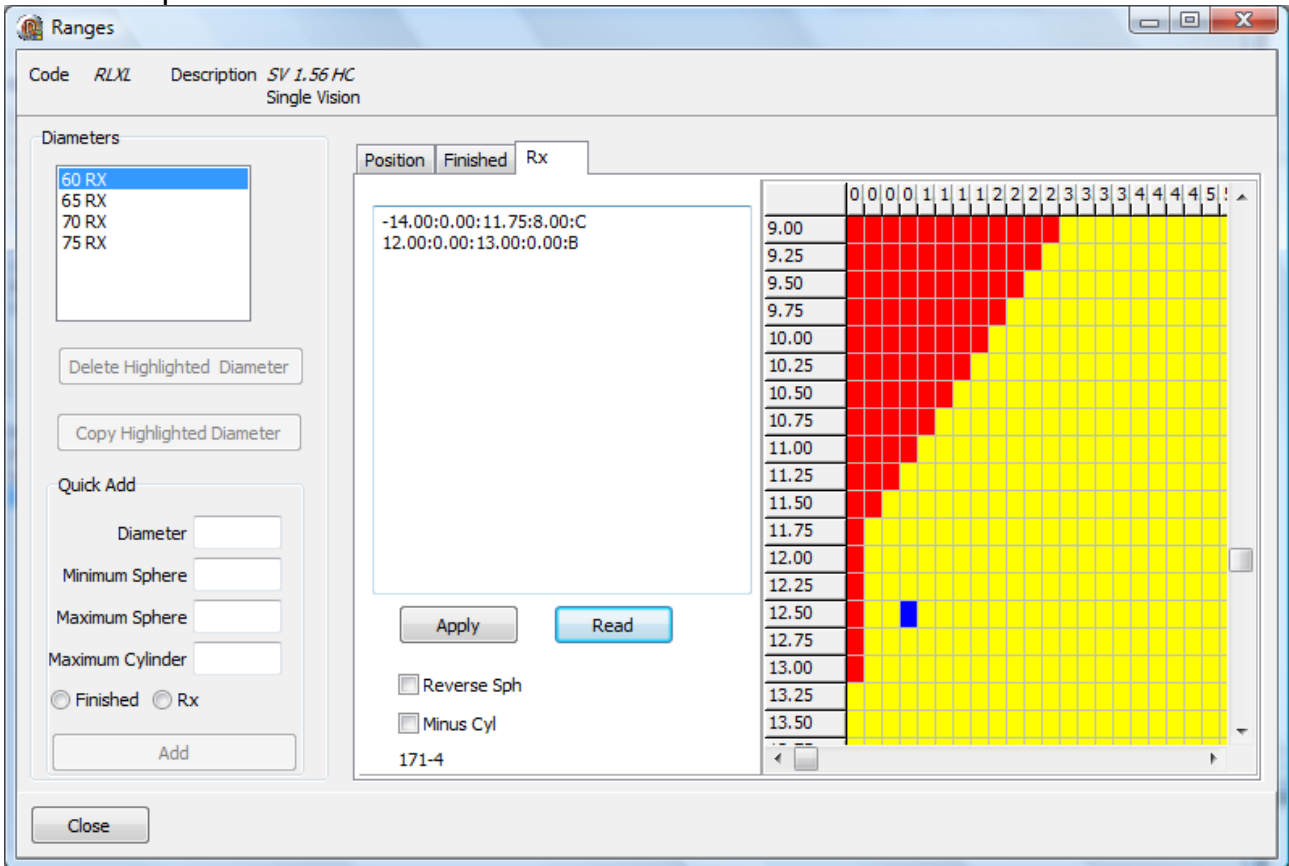 Ranges
Code RLXL Description SV 1.56 HC
Single Vision
Diameters
60 RX
65 RX
70 RX
75 RX
Delete Highlighted Diameter
Copy Highlighted Diameter
Quick Add
Diameter
Minimum Sphere
Maximum Sphere
Maximum Cylinder
Finished Rx
Add
Position Finished Rx
-14.00:0.00:11.75:8.00:C
12.00:0.00:13.00:0.00:B
Apply Read
Reverse Sph
Minus Cyl
171-4
0 0 0 0 1 1 1 1 2 2 2 2 3 3 3 3 4 4 4 4 5
9.00
9.25
9.50
9.75
10.00
10.25
10.50
10.75
11.00
11.25
11.50
11.75
12.00
12.25
12.50
12.75
13.00
13.25
13.50
Close